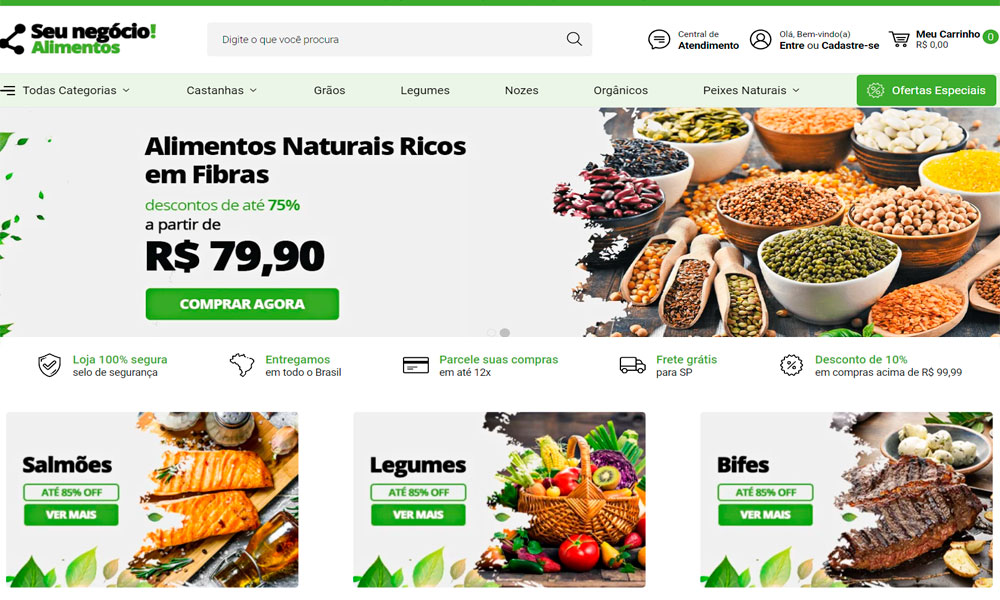 Seu negócio!
Alimentos
Digite o que você procura
Central de
Atendimento
Olá, Bem-vindo(a)
Entre ou Cadastre-se
Meu Carrinho
R$ 0,00
0
Todas Categorias
Castanhas
Grãos
Legumes
Nozes
Orgânicos
Peixes Naturais
Ofertas Especiais
Alimentos Naturais Ricos
em Fibras
descontos de até 75%
a partir de
R$ 79,90
COMPRAR AGORA
Loja 100% segura
selo de segurança
Entregamos
em todo o Brasil
Parcele suas compras
em até 12x
Frete grátis
para SP
Desconto de 10%
em compras acima de R$ 99,99
Salmões
ATÉ 85% OFF
VER MAIS
Legumes
ATÉ 85% OFF
VER MAIS
Bifes
ATÉ 85% OFF
VER MAIS